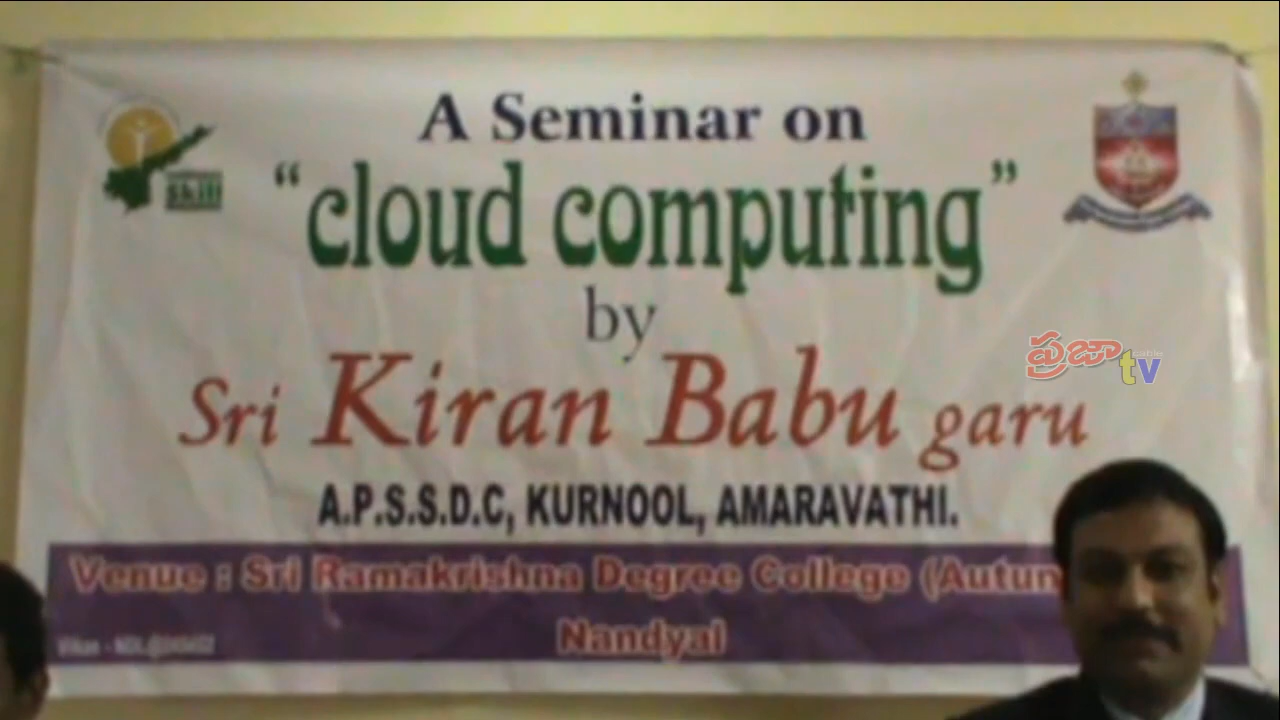 A Seminar on
skill
“cloud computing”
by
ప్రజా
tv
Sri Kiran Babu garu
A.P.S.S.D.C, KURNOOL, AMARAVATHI.
Venue : Sri Ramakrishna Degree College (Autun
Nandyal